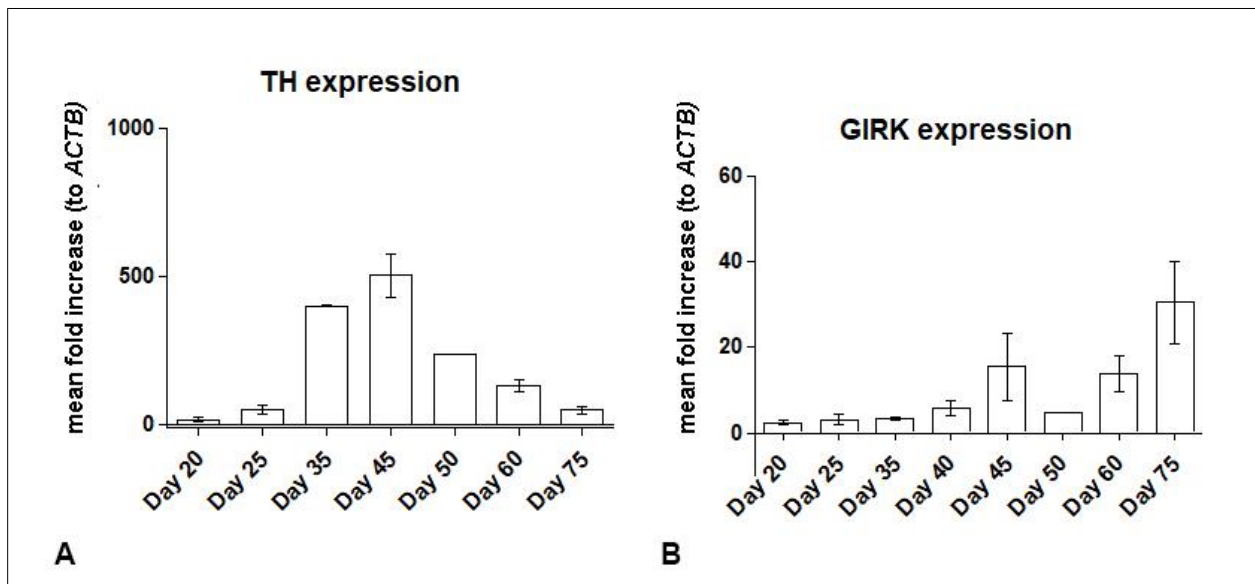 TH expression
mean fold increase (to ACTB)
1000
500
0
Day 20
Day 25
Day 35
Day 45
Day 50
Day 60
Day 75
A
GIRK expression
mean fold increase (to ACTB)
60
40
20
0
Day 20
Day 25
Day 35
Day 40
Day 45
Day 50
Day 60
Day 75
B